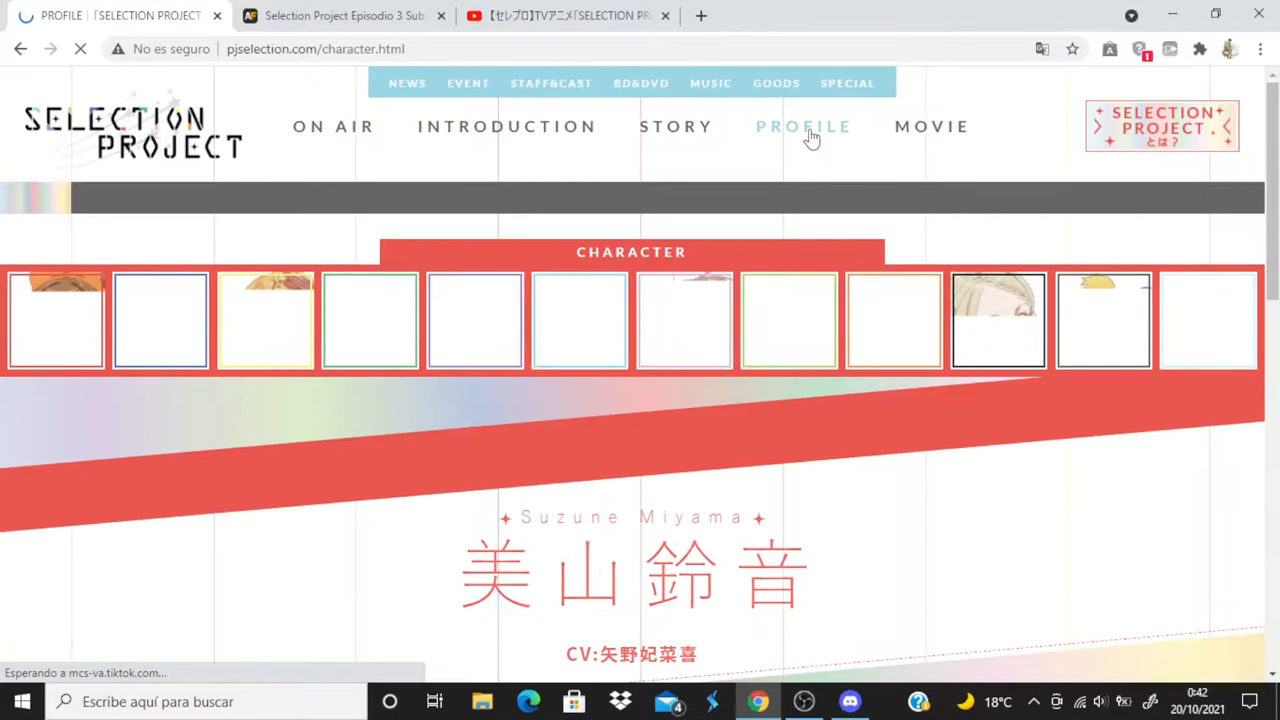 PROFILE | 「SELECTION PROJECT
Selection Project Episodio 3 Sub
【セレプロ】TVアニメ「SELECTION PR
No es seguro | pjselection.com/character.html
NEWS EVENT STAFF&CAST BD&DVD MUSIC GOODS SPECIAL
SELECTION PROJECT
ON AIR INTRODUCTION STORY PROFILE MOVIE
SELECTION
PROJECT
とは?
CHARACTER
Suzune Miyama
美山鈴音
CV:矢野妃菜喜
Esperando a mcs-va.tiktok.com...
Escribe aquí para buscar
4
18°C
0:42
20/10/2021
1